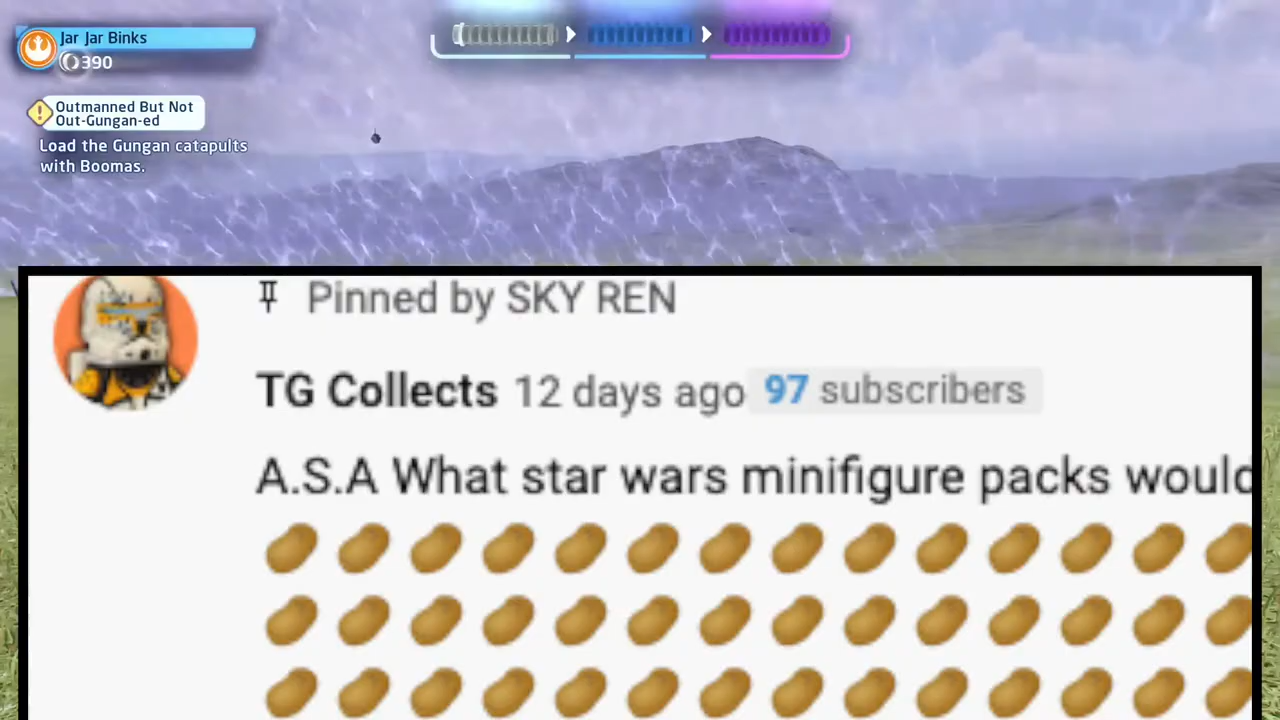 Jar Jar Binks
390
Outmanned But Not
Out-Gungan-ed
Load the Gungan catapults
with Boomas.
Pinned by SKY REN
TG Collects 12 days ago 97 subscribers
A.S.A What star wars minifigure packs would